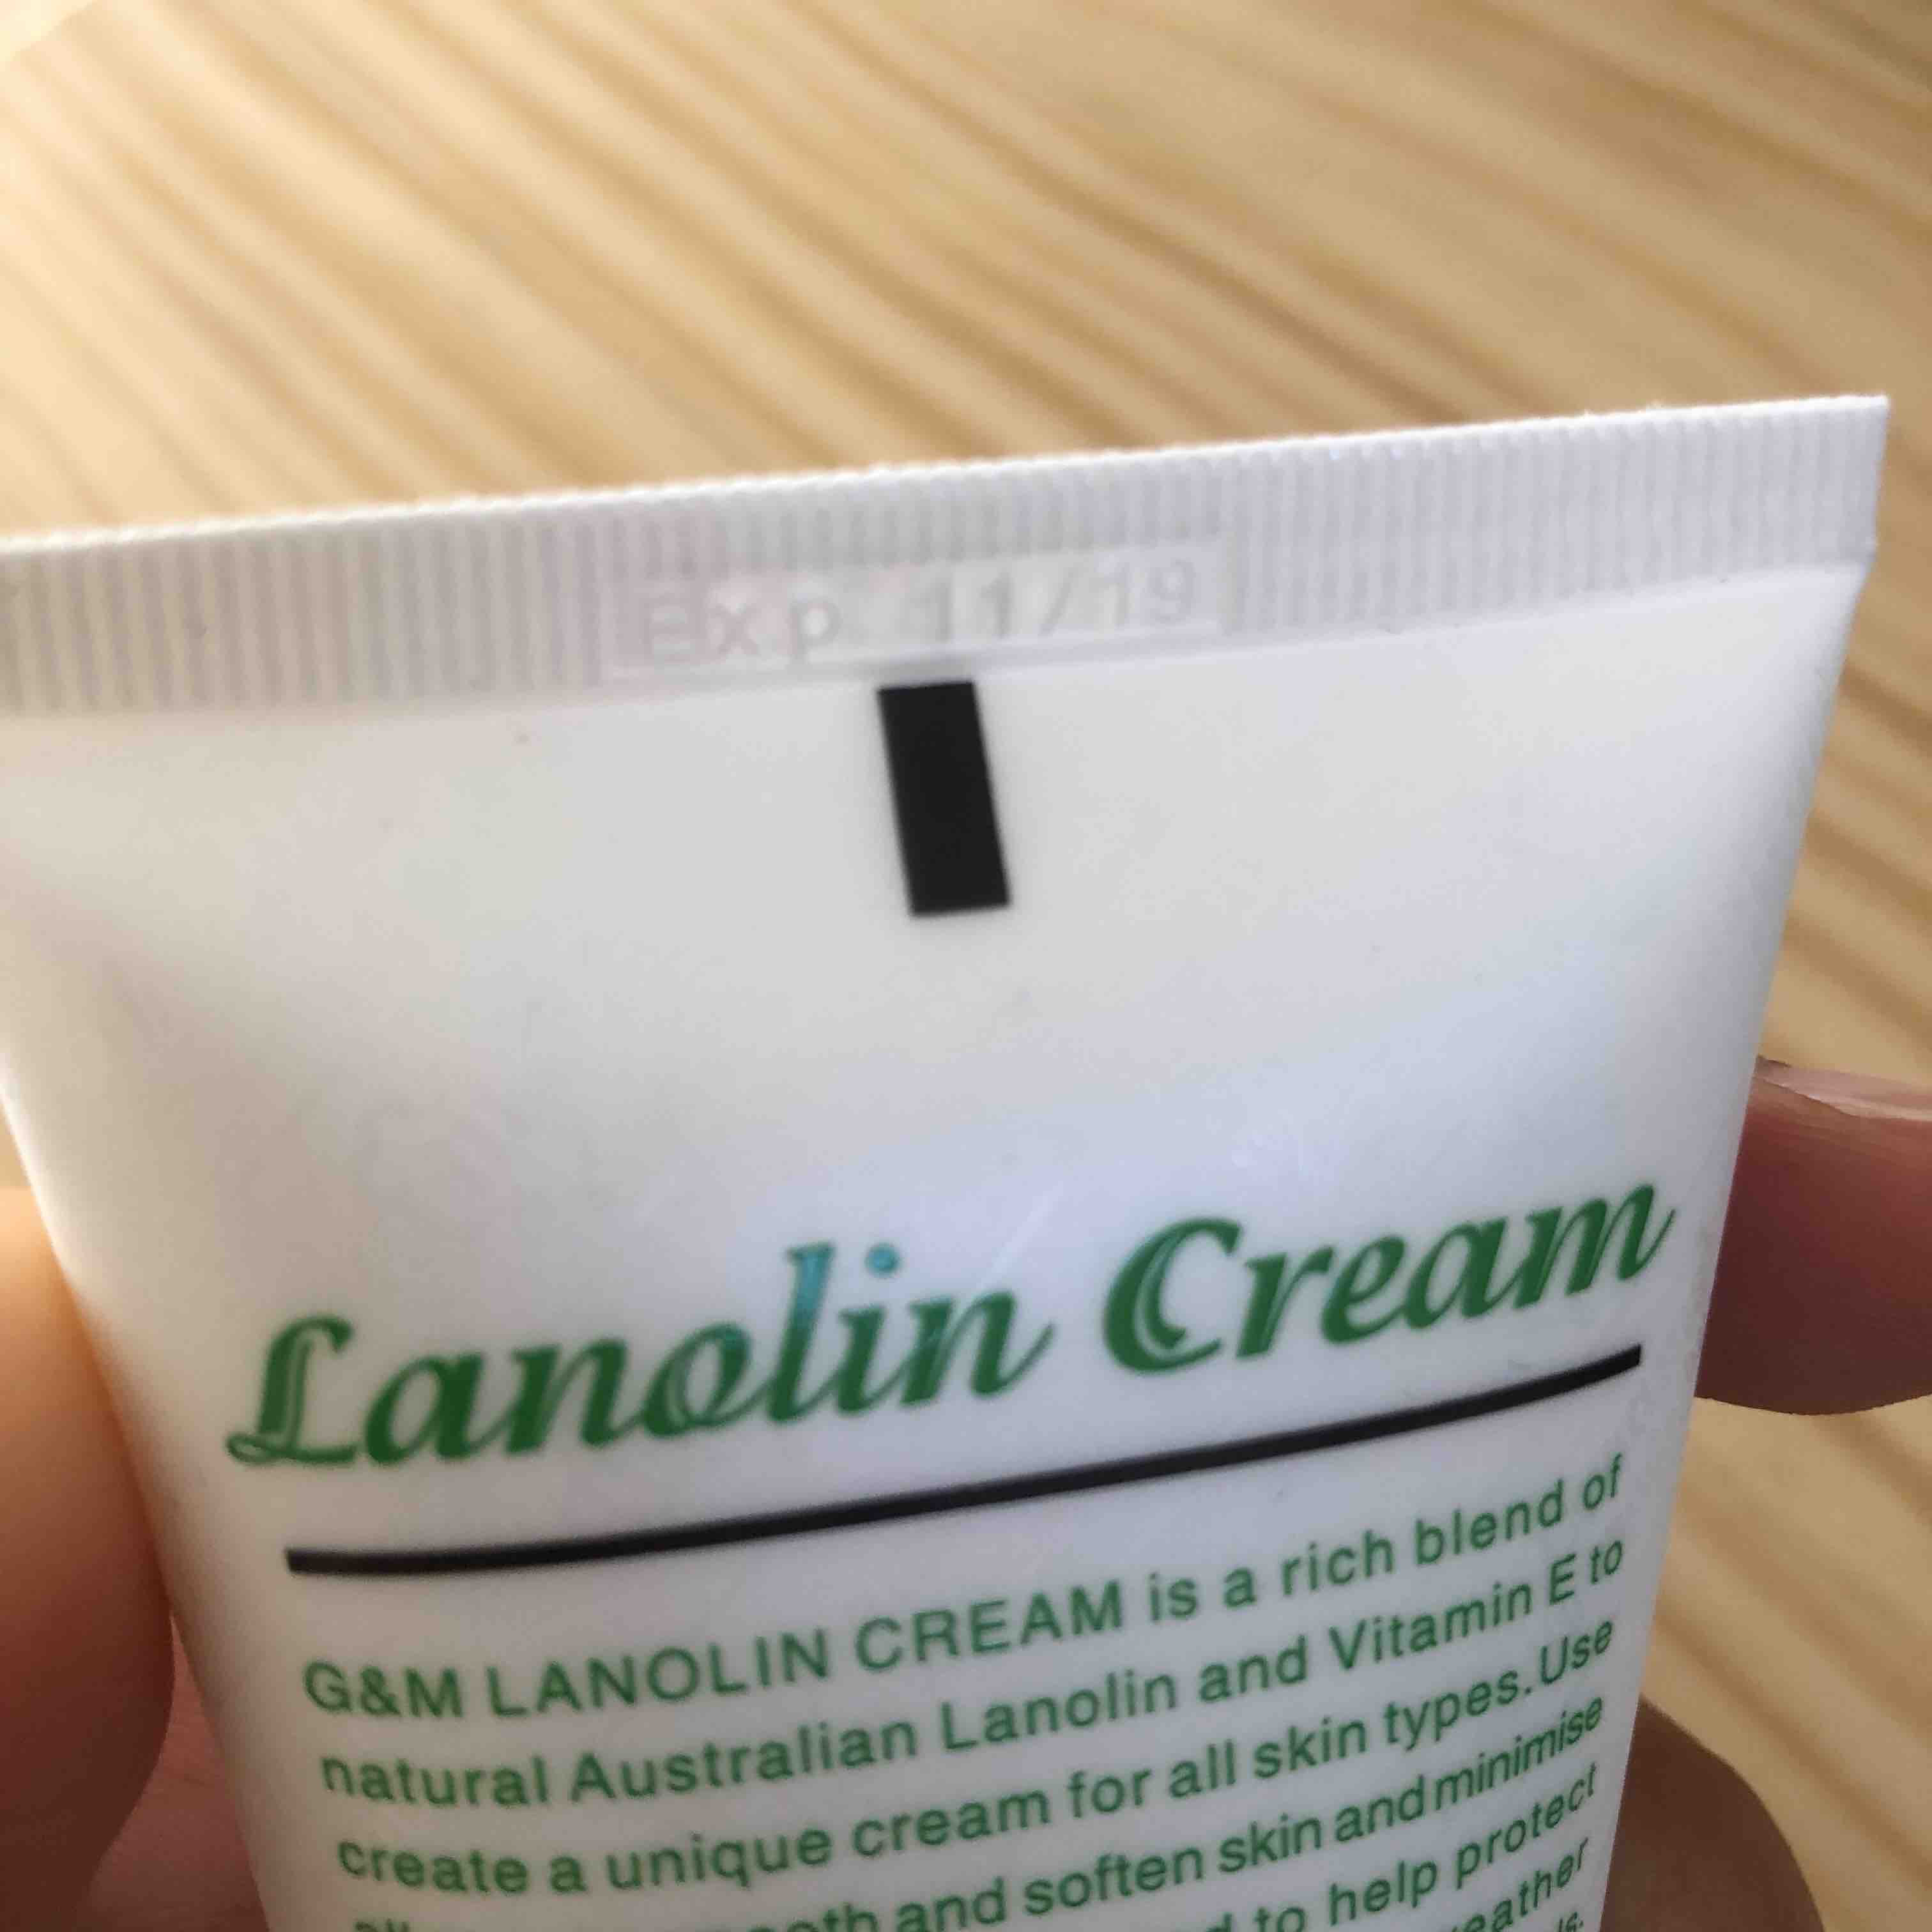 Exp 11/19
Lanolin Cream
G&M LANOLIN CREAM is a rich blend of
natural Australian Lanolin and Vitamin E to
create a unique cream for all skin types. Use
and soften skin and minimise
to help protect